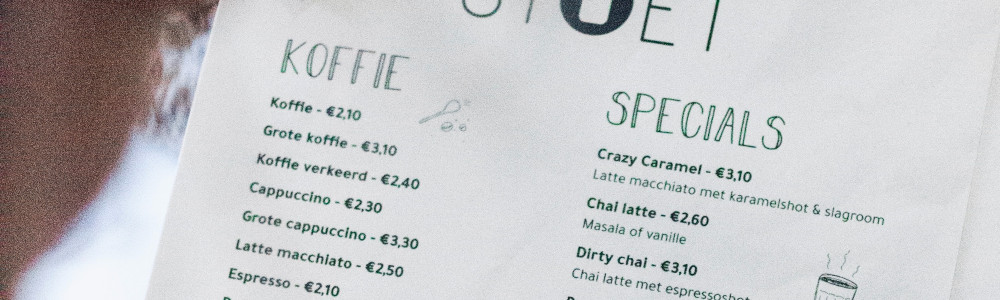 KOFFIE
Koffie - €2,10
Grote koffie - €3,10
Koffie verkeerd - €2,40
Cappuccino - €2,30
Grote cappuccino - €3,30
Latte macchiato - €2,50
Espresso - €2,10
SPECIALS
Crazy Caramel - €3,10
Latte macchiato met karamelshot & slagroom
Chai latte - €2,60
Masala of vanille
Dirty chai - €3,10
Chai latte met espressoshot